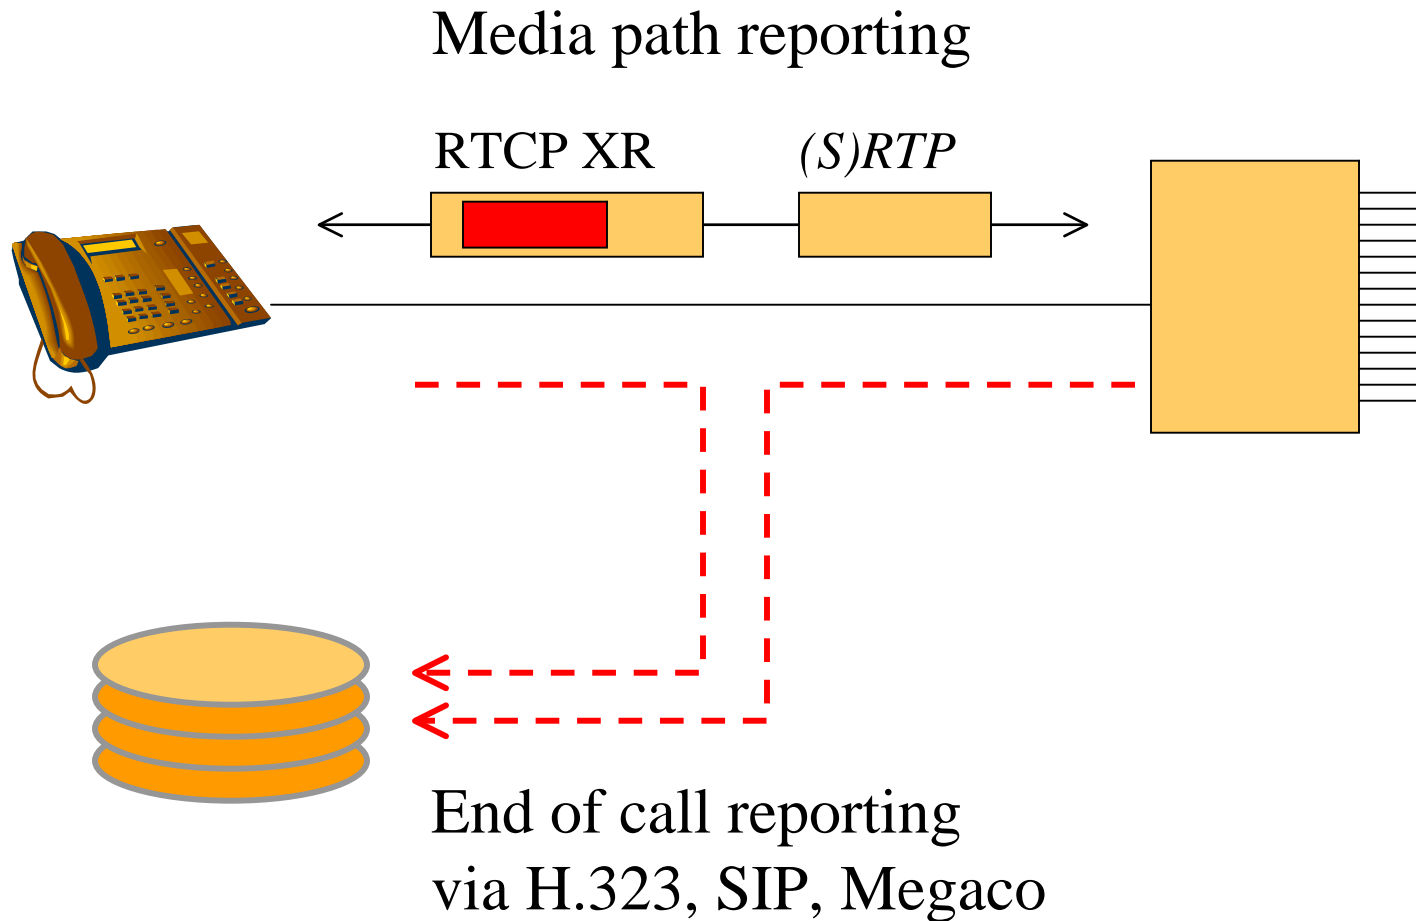 Media path reporting
RTCP XR
(S)RTP
End of call reporting
via H.323, SIP, Megaco